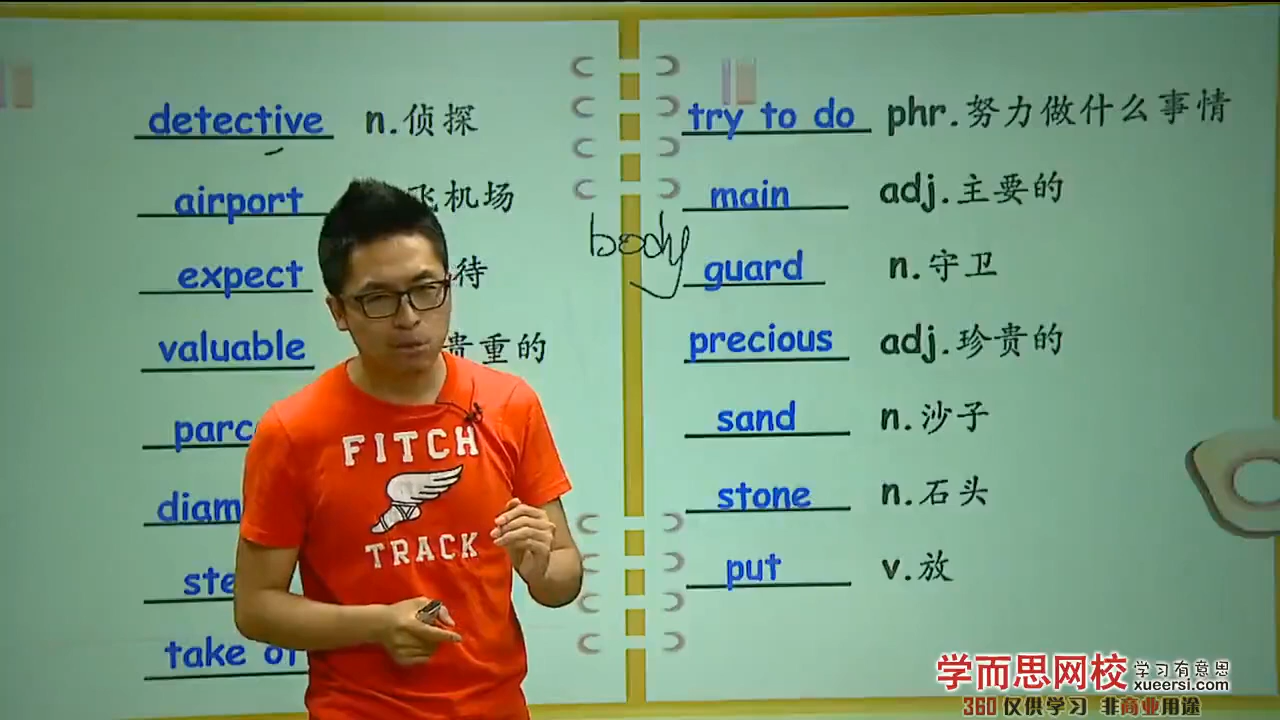 detective n.侦探
airport 飞机场
expect 待
valuable 贵重的
parc
diam
ste
take of
try to do phr.努力做什么事情
main adj.主要的
body guard n.守卫
precious adj.珍贵的
sand n.沙子
stone n.石头
put v.放
FITCH
TRACK
学而思网校 学习有意思
xueersi.com
360 仅供学习 非商业用途